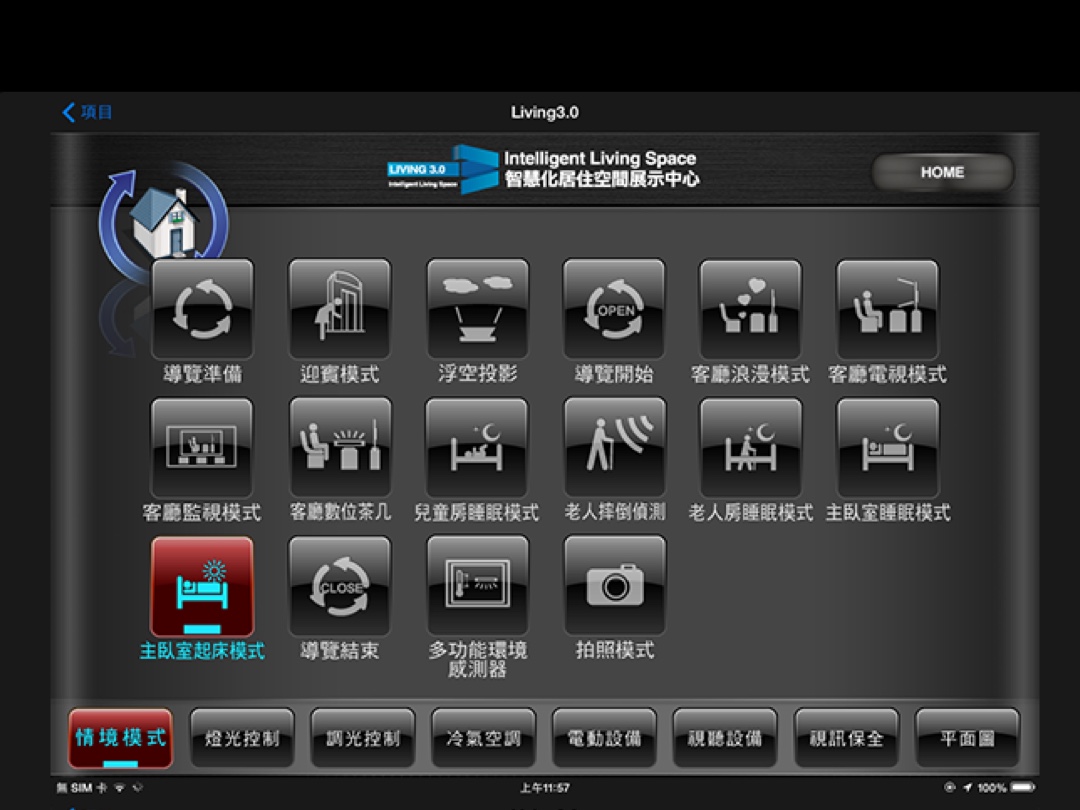 項目
Living3.0
LIVING 3.0
Intelligent Living Space
Intelligent Living Space
智慧化居住空間展示中心
HOME
OPEN
導覽準備
迎賓模式
浮空投影
導覽開始
客廳浪漫模式
客廳電視模式
客廳監視模式
客廳數位茶几
兒童房睡眠模式
老人摔倒偵測
老人房睡眠模式
主臥室睡眠模式
CLOSE
主臥室起床模式
導覽結束
多功能環境
感測器
拍照模式
情境模式
燈光控制
調光控制
冷氣空調
電動設備
視聽設備
視訊保全
平面圖
無 SIM 卡
上午11:57
100%